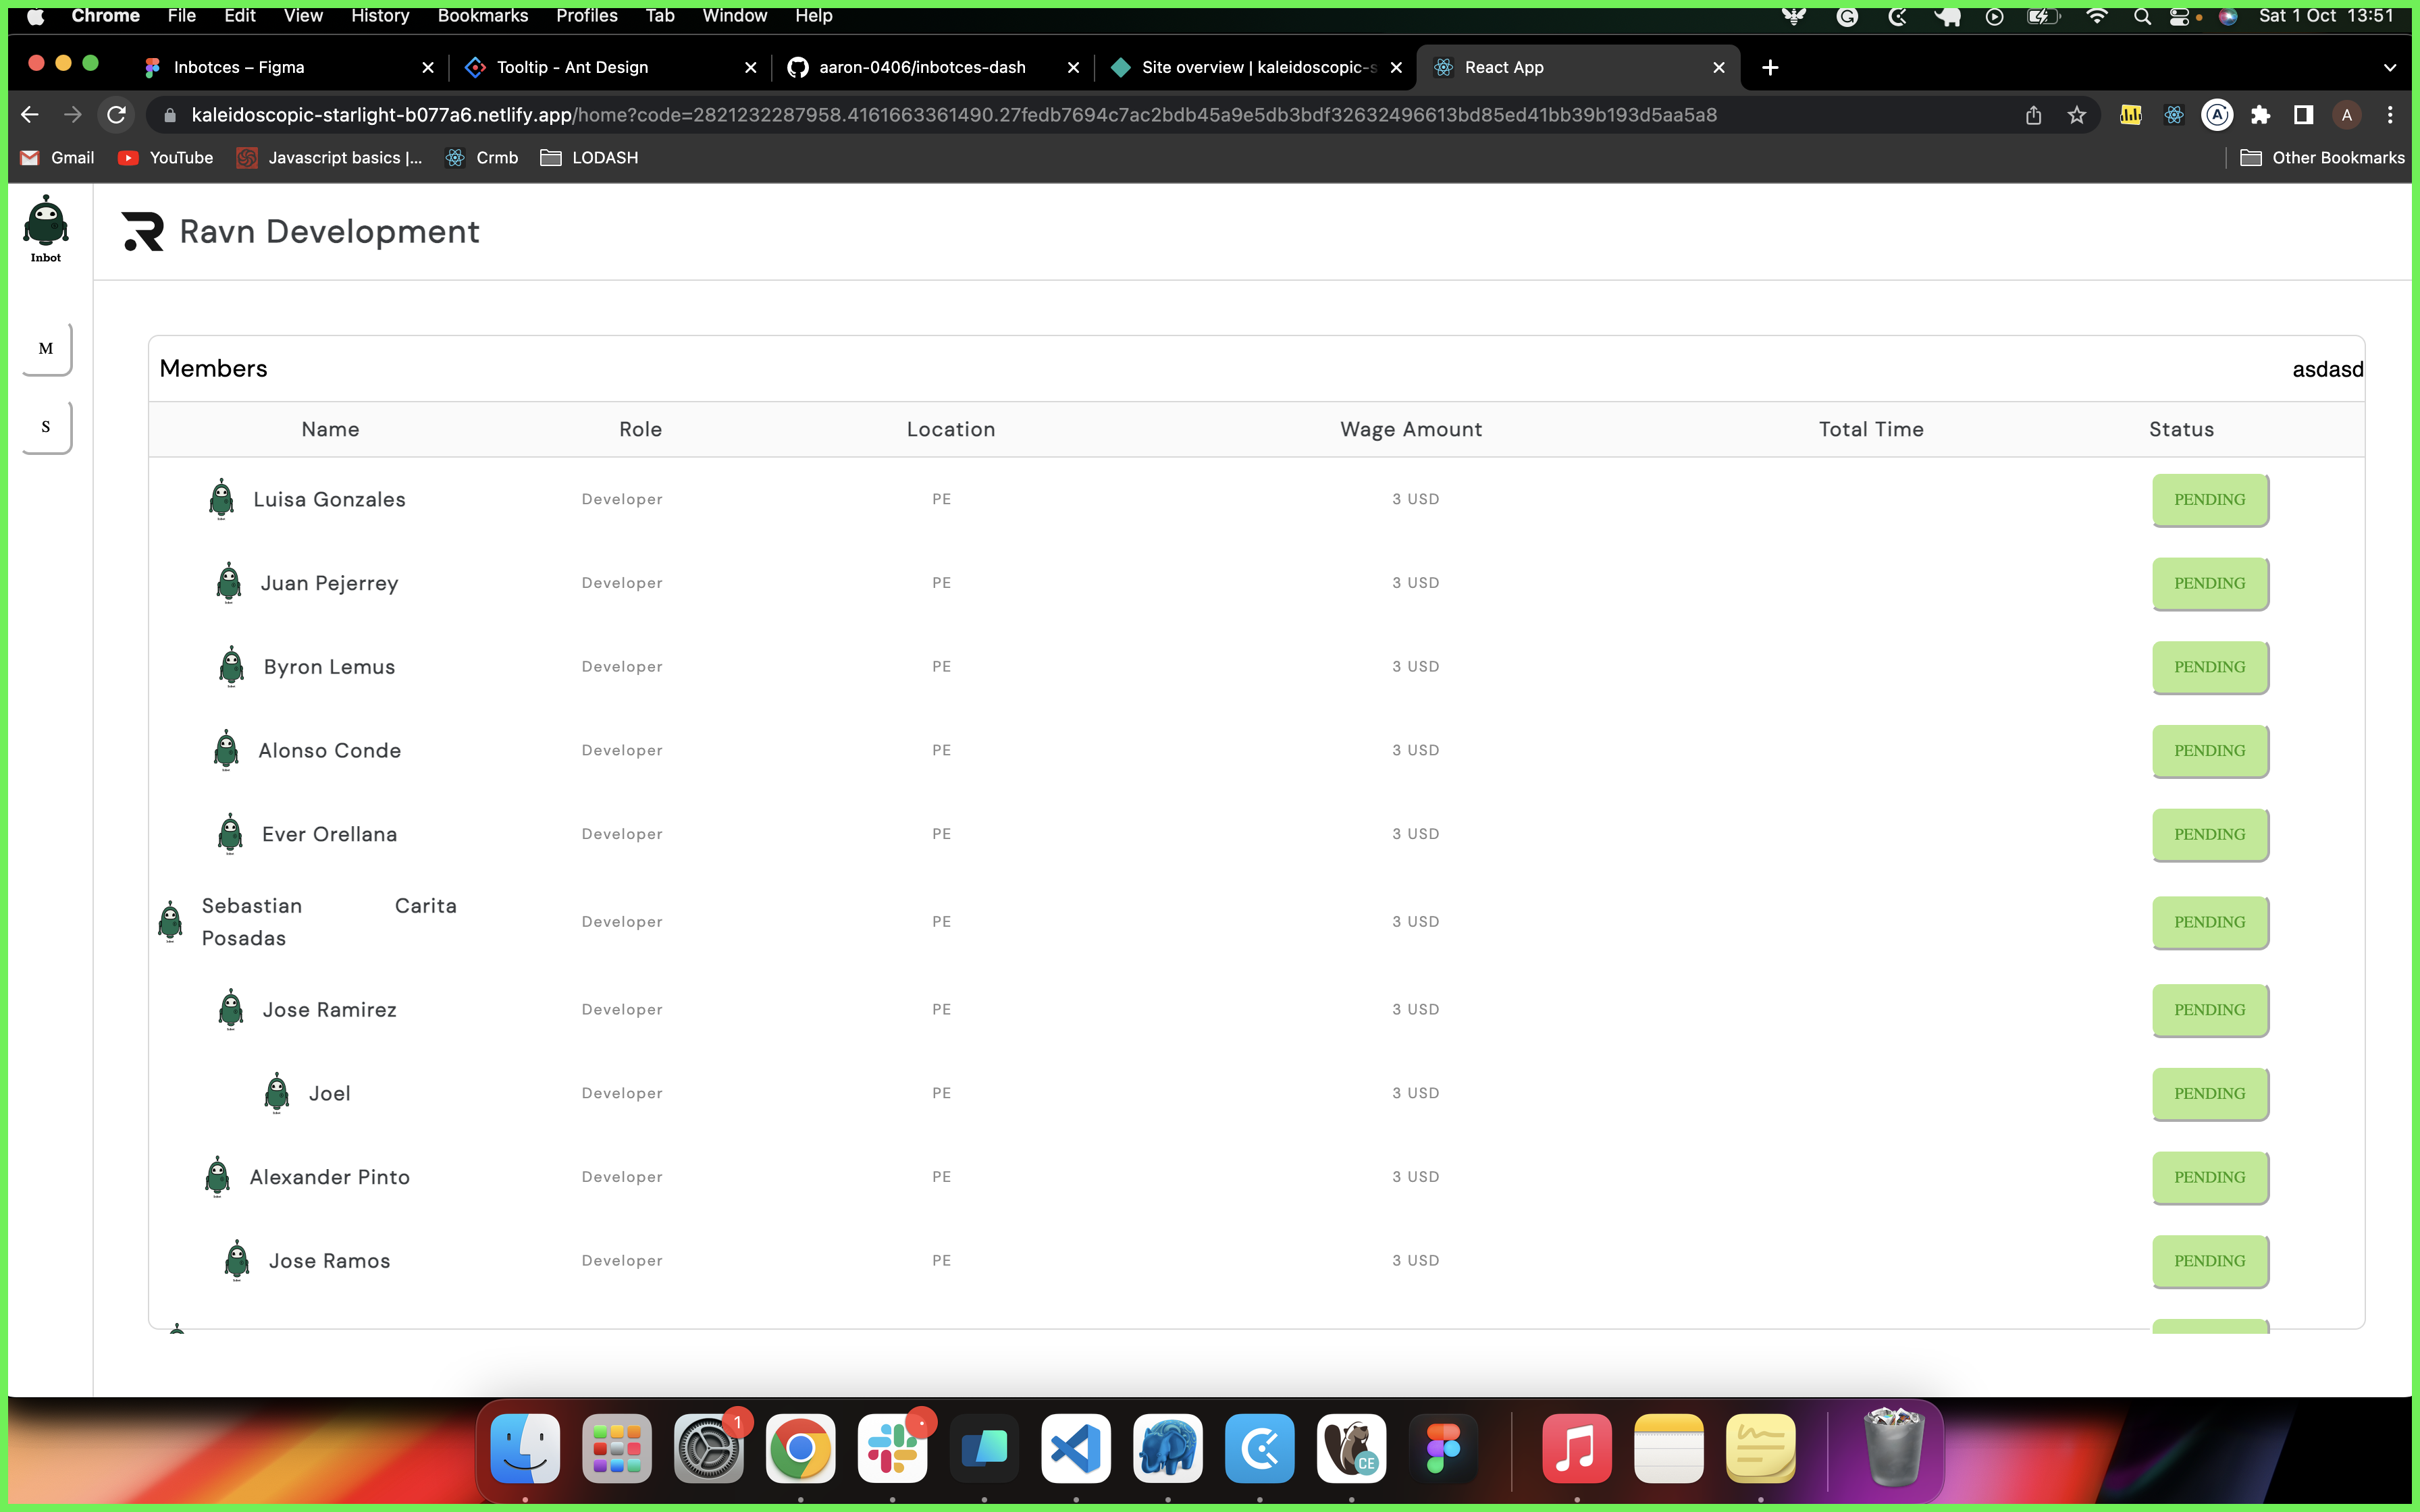 Chrome File Edit View History Bookmarks Profiles Tab Window Help Sat 1 Oct 13:51
Inbotces – Figma Tooltip - Ant Design aaron-0406/inbotces-dash Site overview | kaleidoscopic-s React App
kaleidoscopic-starlight-b077a6.netlify.app/home?code=2821232287958.4161663361490.27fedb7694c7ac2bdb45a9e5db3bdf32632496613bd85ed41bb39b193d5aa5a8 A A
Gmail YouTube Javascript basics |... Crmb LODASH Other Bookmarks
Inbot
Ravn Development
M
S
Members asdasd
Name Role Location Wage Amount Total Time Status
Luisa Gonzales Developer PE 3 USD PENDING
Juan Pejerrey Developer PE 3 USD PENDING
Byron Lemus Developer PE 3 USD PENDING
Alonso Conde Developer PE 3 USD PENDING
Ever Orellana Developer PE 3 USD PENDING
Sebastian Carita
Posadas Developer PE 3 USD PENDING
Jose Ramirez Developer PE 3 USD PENDING
Joel Developer PE 3 USD PENDING
Alexander Pinto Developer PE 3 USD PENDING
Jose Ramos Developer PE 3 USD PENDING
1
CE